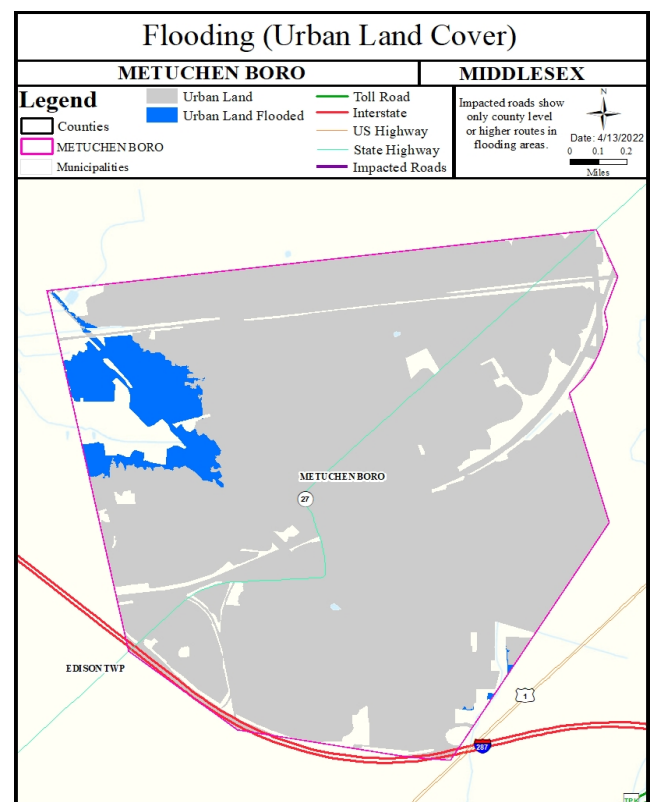 Flooding (Urban Land Cover)
METUCHEN BORO
MIDDLESEX
Legend
Counties
METUCHEN BORO
Municipalities
Urban Land
Urban Land Flooded
Toll Road
Interstate
US Highway
State Highway
Impacted Roads
Impacted roads show
only county level
or higher routes in
flooding areas.
N
Date: 4/13/2022
0 0.1 0.2
Miles
METUCHEN BORO
27
EDISON TWP
1
287